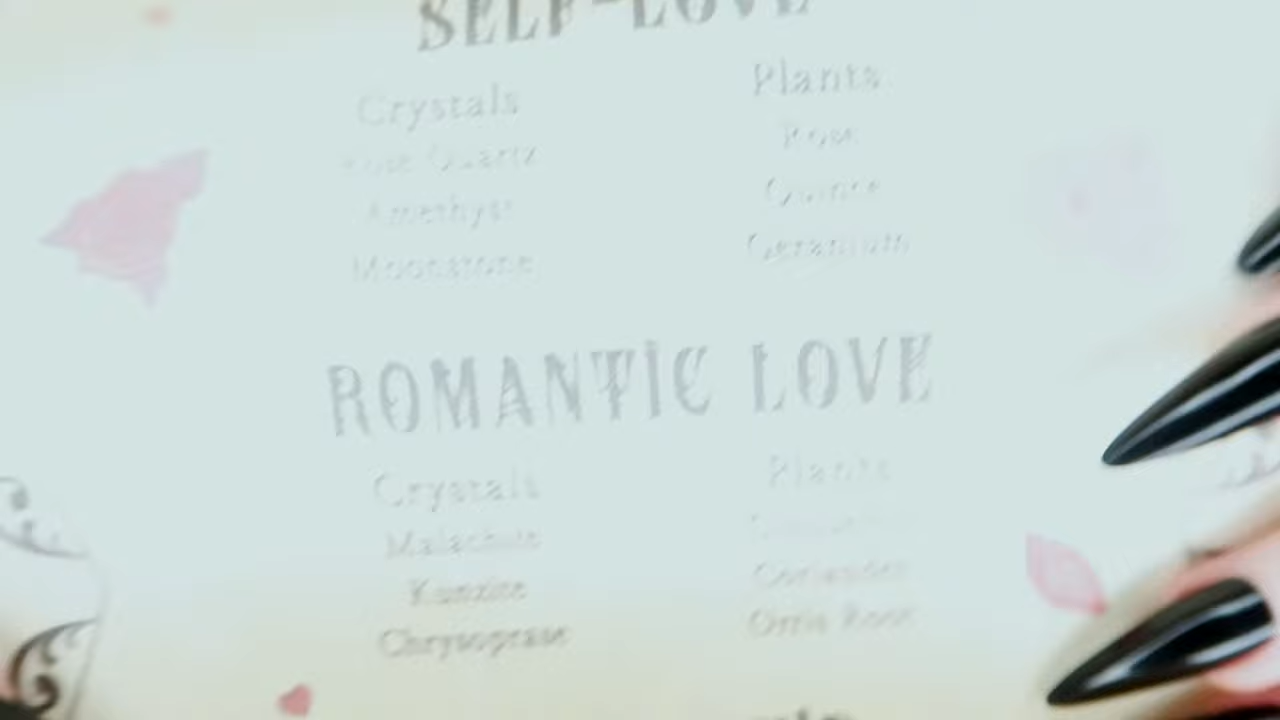 SELF-LOVE
Crystals
Rose Quartz
Amethyst
Moonstone
Plants
Rose
Quince
Geranium
ROMANTIC LOVE
Crystals
Malachite
Kunzite
Chrysoprase
Plants
Coriander
Orris Root